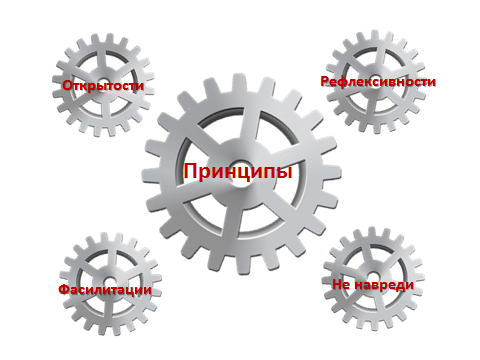 Открытости
Рефлексивности
Принципы
Фасилитации
Не навреди